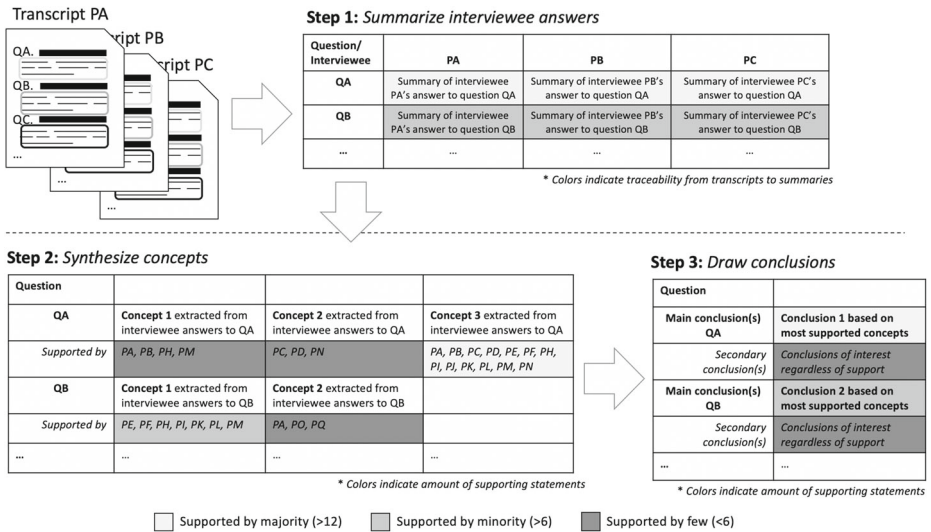 Transcript PA
ript PB
script PC
QA.
QB.
QC.
...
...
...
Step 1: Summarize interviewee answers
Question/
Interviewee
PA
PB
PC
QA
Summary of interviewee
PA's answer to question QA
Summary of interviewee PB's
answer to question QA
Summary of interviewee PC's
answer to question QA
QB
Summary of interviewee
PA's answer to question QB
Summary of interviewee PB's
answer to question QB
Summary of interviewee PC's
answer to question QB
...
...
...
...
* Colors indicate traceability from transcripts to summaries
Step 2: Synthesize concepts
Question
QA
Concept 1 extracted from
interviewee answers to QA
Concept 2 extracted from
interviewee answers to QA
Concept 3 extracted from
interviewee answers to QA
Supported by
PA, PB, PH, PM
PC, PD, PN
PA, PB, PC, PD, PE, PF, PH,
PI, PJ, PK, PL, PM, PN
QB
Concept 1 extracted from
interviewee answers to QB
Concept 2 extracted from
interviewee answers to QB
Supported by
PE, PF, PH, PI, PK, PL, PM
PA, PO, PQ
...
...
...
...
* Colors indicate amount of supporting statements
Step 3: Draw conclusions
Question
Main conclusion(s)
QA
Conclusion 1 based on
most supported concepts
Secondary
conclusion(s)
Conclusions of interest
regardless of support
Main conclusion(s)
QB
Conclusion 2 based on
most supported concepts
Secondary
conclusion(s)
Conclusions of interest
regardless of support
...
...
* Colors indicate amount of supporting statements
Supported by majority (>12)
Supported by minority (>6)
Supported by few (<6)